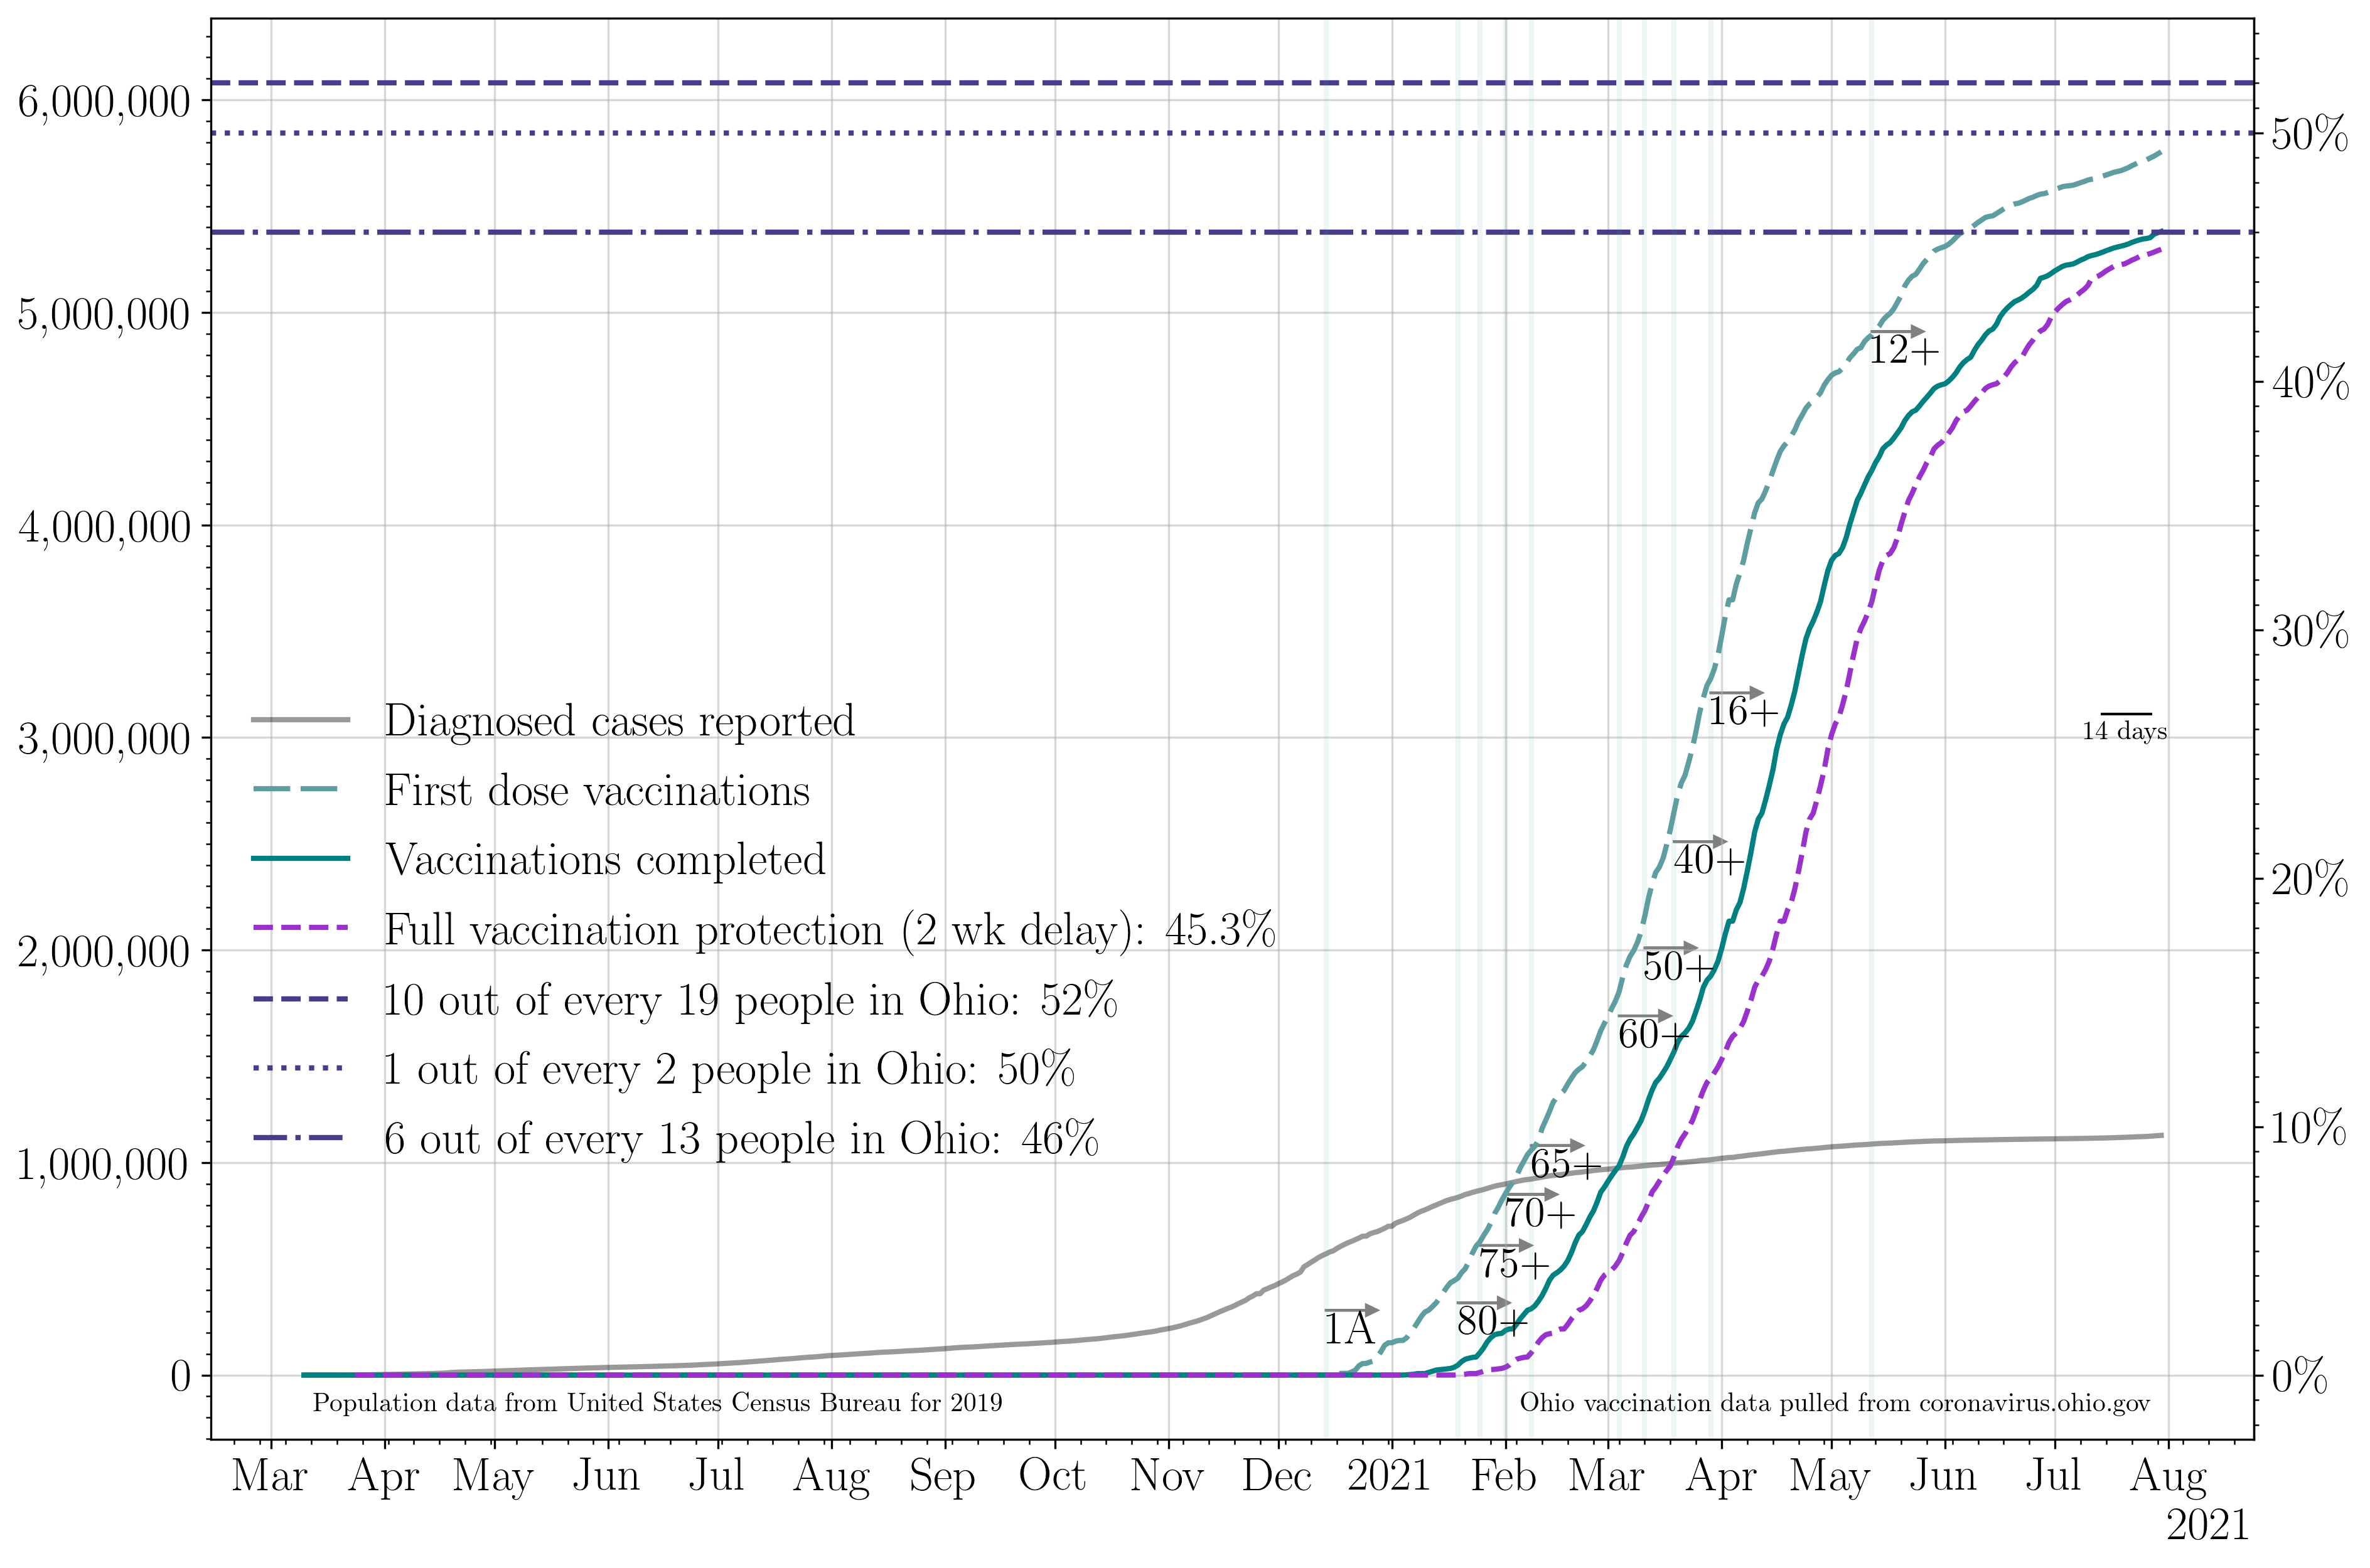 6,000,000
5,000,000
4,000,000
3,000,000
2,000,000
1,000,000
0
50%
40%
30%
20%
10%
0%
Diagnosed cases reported
First dose vaccinations
Vaccinations completed
Full vaccination protection (2 wk delay): 45.3%
10 out of every 19 people in Ohio: 52%
1 out of every 2 people in Ohio: 50%
6 out of every 13 people in Ohio: 46%
12+
16+
14 days
40+
50+
60+
65+
70+
75+
80+
1A
Population data from United States Census Bureau for 2019
Ohio vaccination data pulled from coronavirus.ohio.gov
Mar Apr May Jun Jul Aug Sep Oct Nov Dec 2021 Feb Mar Apr May Jun Jul Aug
2021